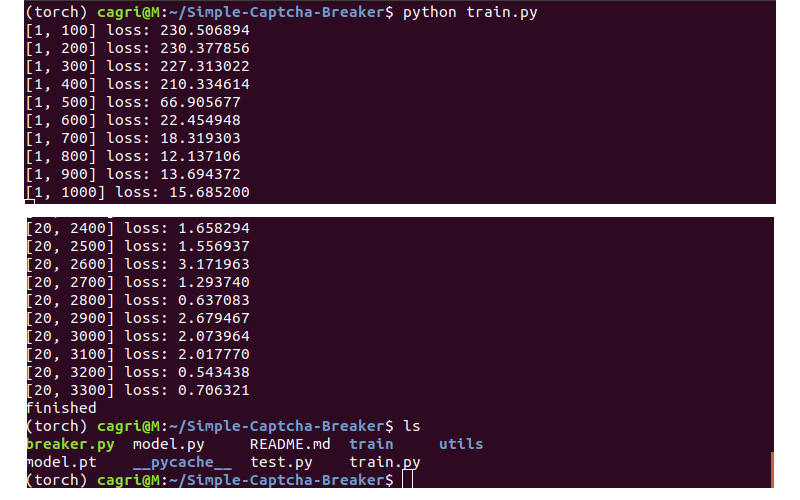 (torch) cagri@M:~/Simple-Captcha-Breaker$ python train.py
[1, 100] loss: 230.506894
[1, 200] loss: 230.377856
[1, 300] loss: 227.313022
[1, 400] loss: 210.334614
[1, 500] loss: 66.905677
[1, 600] loss: 22.454948
[1, 700] loss: 18.319303
[1, 800] loss: 12.137106
[1, 900] loss: 13.694372
[1, 1000] loss: 15.685200
[20, 2400] loss: 1.658294
[20, 2500] loss: 1.556937
[20, 2600] loss: 3.171963
[20, 2700] loss: 1.293740
[20, 2800] loss: 0.637083
[20, 2900] loss: 2.679467
[20, 3000] loss: 2.073964
[20, 3100] loss: 2.017770
[20, 3200] loss: 0.543438
[20, 3300] loss: 0.706321
finished
(torch) cagri@M:~/Simple-Captcha-Breaker$ ls
breaker.py  model.py     README.md  train     utils
model.pt    __pycache__  test.py    train.py
(torch) cagri@M:~/Simple-Captcha-Breaker$